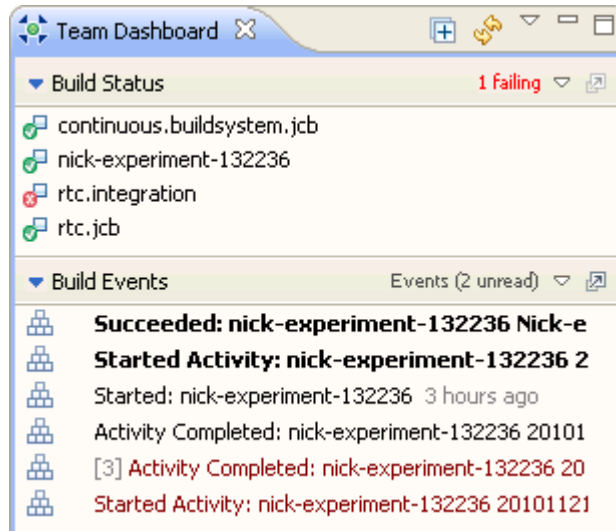 Team Dashboard
Build Status 1 failing
continuous.buildsystem.jcb
nick-experiment-132236
rtc.integration
rtc.jcb
Build Events Events (2 unread)
Succeeded: nick-experiment-132236 Nick-e
Started Activity: nick-experiment-132236 2
Started: nick-experiment-132236 3 hours ago
Activity Completed: nick-experiment-132236 20101
[3] Activity Completed: nick-experiment-132236 20
Started Activity: nick-experiment-132236 20101121